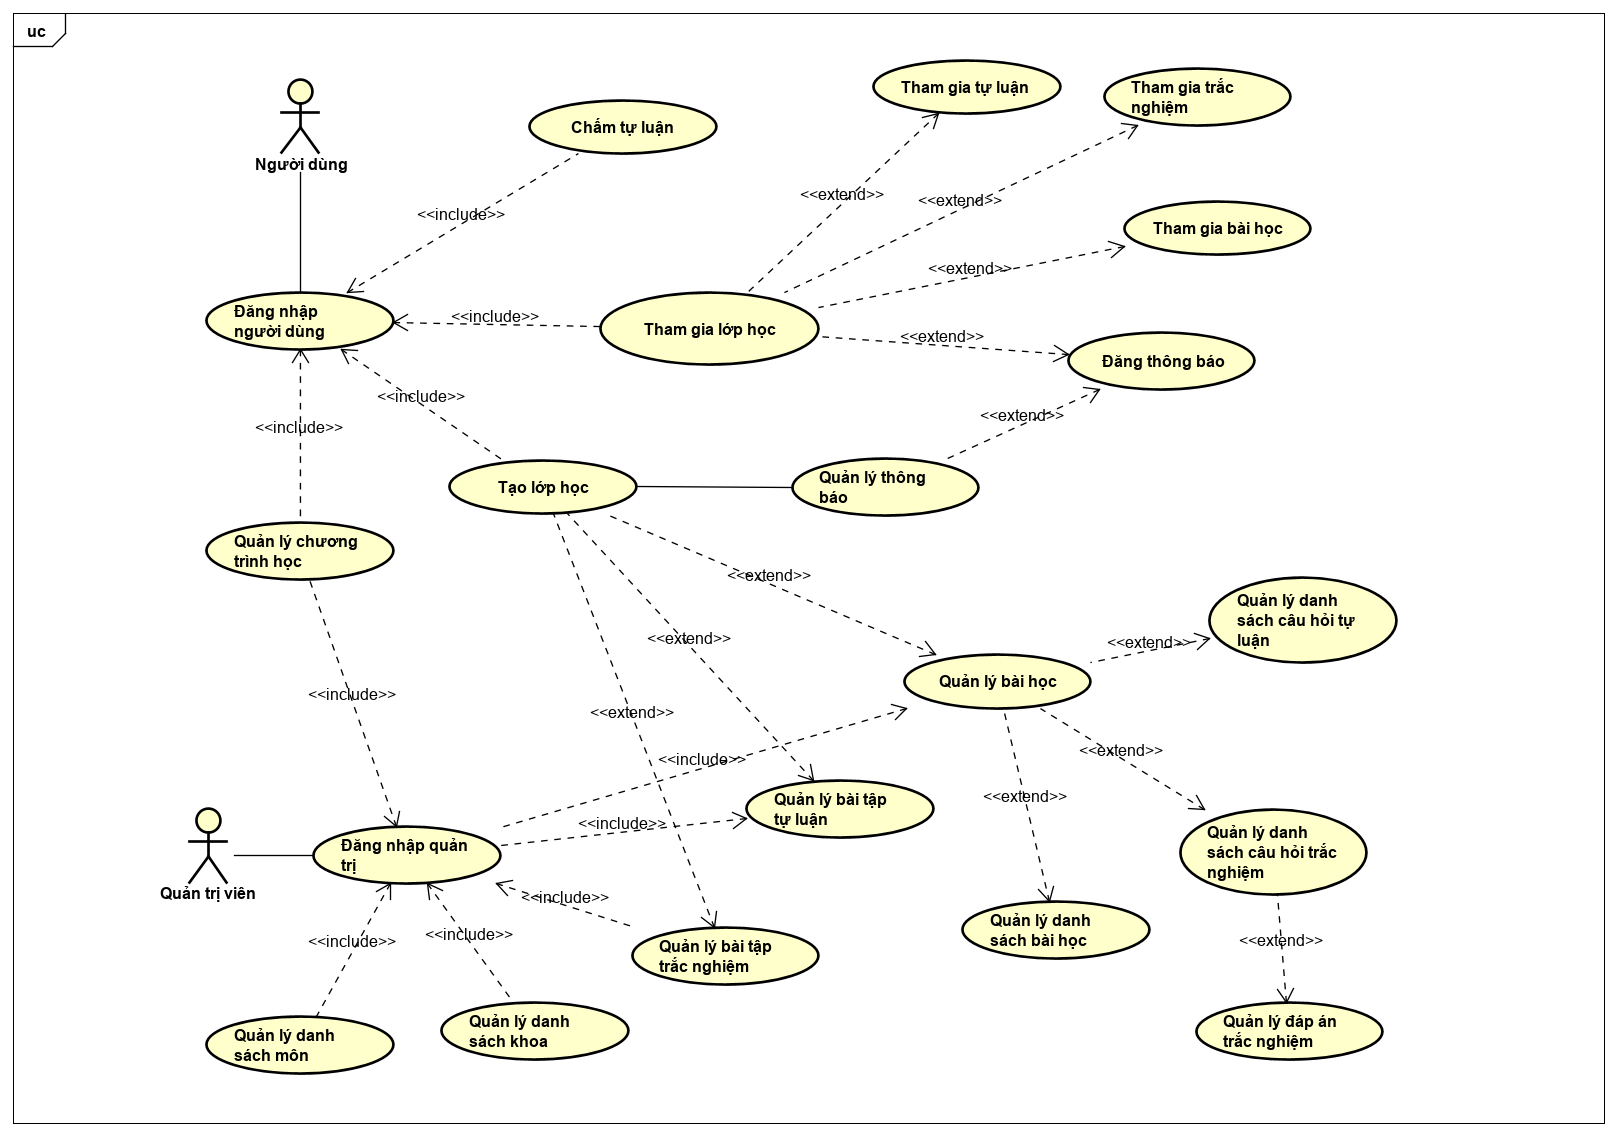 uc
Tham gia tự luận
Tham gia trắc
nghiệm
Chấm tự luận
Người dùng
<<extend>>
<<extend>>
<<include>>
Tham gia bài học
<<extend>>
Đăng nhập
người dùng
<<include>>
Tham gia lớp học
<<extend>>
Đăng thông báo
<<include>>
<<extend>>
<<include>>
Tạo lớp học
Quản lý thông
báo
Quản lý chương
trình học
<<extend>>
Quản lý danh
sách câu hỏi tự
luận
<<extend>>
<<extend>>
Quản lý bài học
<<include>>
<<extend>>
<<extend>>
<<include>>
<<extend>>
Quản lý bài tập
tự luận
<<include>>
Quản lý danh
sách câu hỏi trắc
nghiệm
Đăng nhập quản
trị
Quản trị viên
<<include>>
Quản lý danh
sách bài học
<<include>>
<<include>>
<<extend>>
Quản lý bài tập
trắc nghiệm
Quản lý danh
sách môn
Quản lý danh
sách khoa
Quản lý đáp án
trắc nghiệm